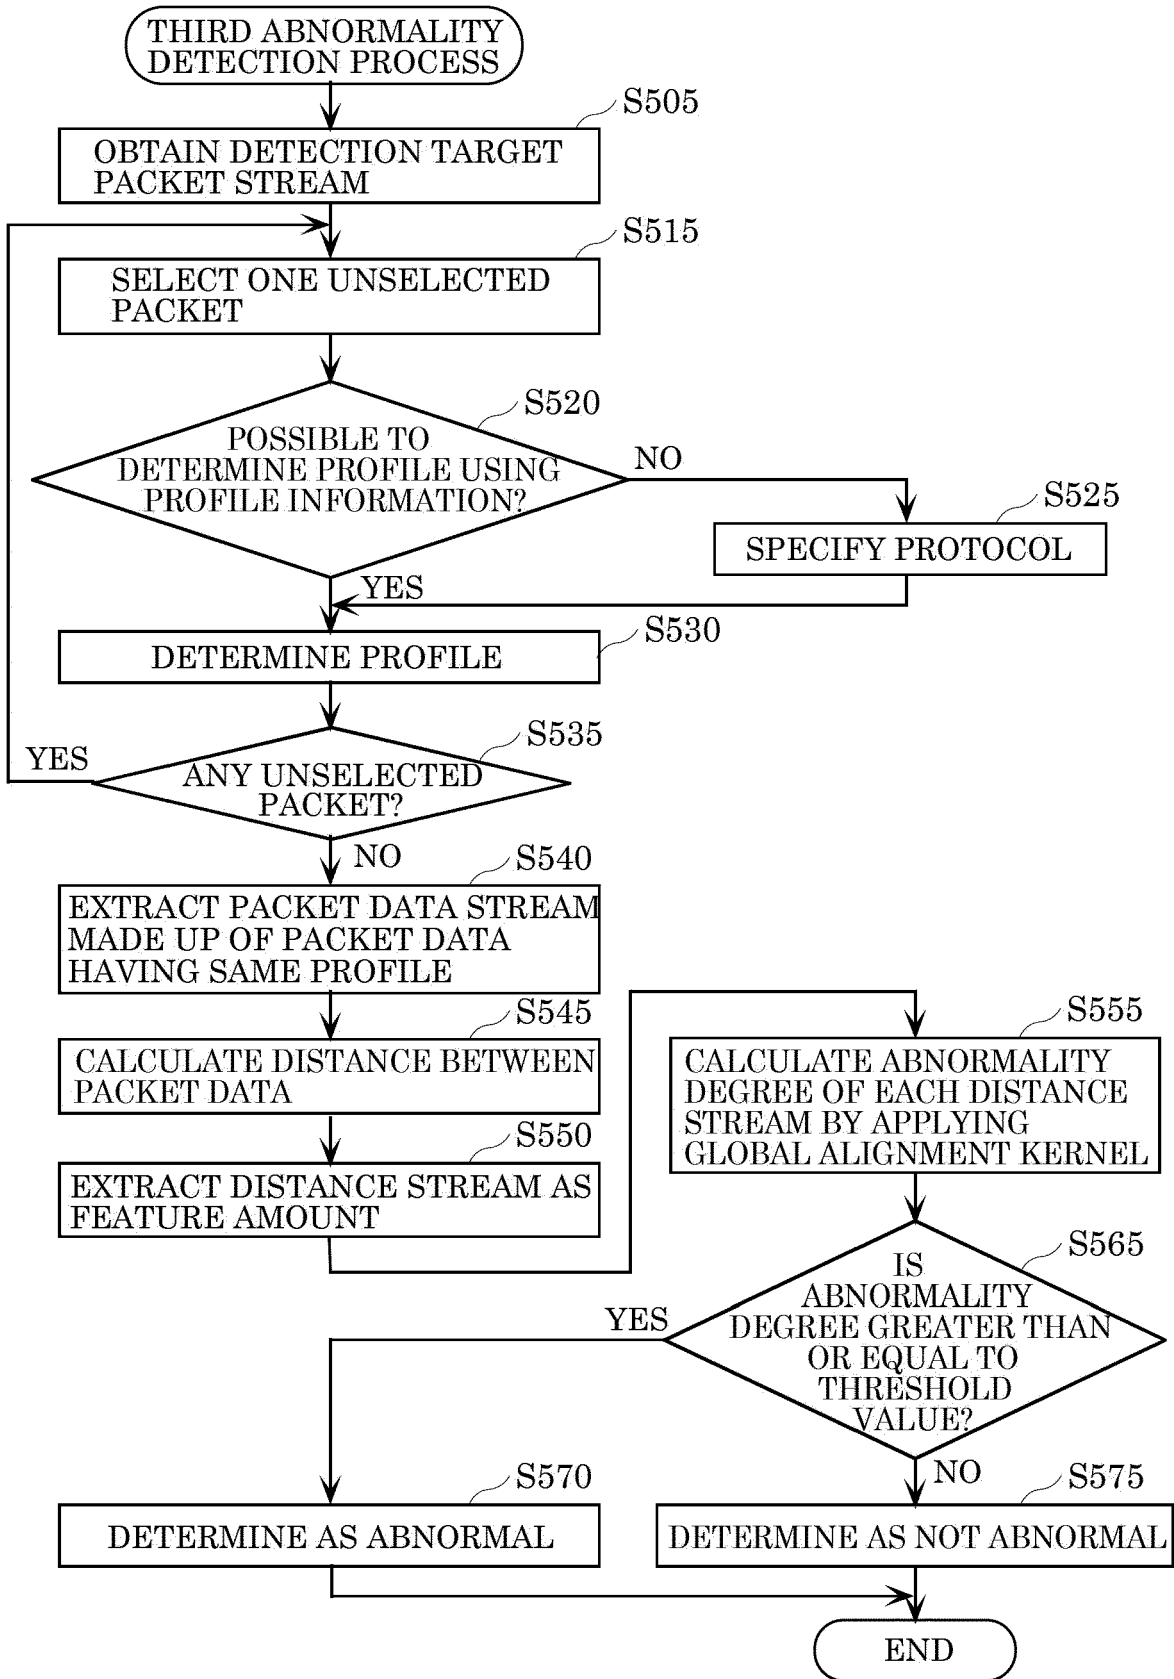 THIRD ABNORMALITY
DETECTION PROCESS
S505
OBTAIN DETECTION TARGET
PACKET STREAM
S515
SELECT ONE UNSELECTED
PACKET
S520
POSSIBLE TO
DETERMINE PROFILE USING
PROFILE INFORMATION?
NO
S525
SPECIFY PROTOCOL
YES
S530
DETERMINE PROFILE
S535
YES
ANY UNSELECTED
PACKET?
NO
S540
EXTRACT PACKET DATA STREAM
MADE UP OF PACKET DATA
HAVING SAME PROFILE
S545
CALCULATE DISTANCE BETWEEN
PACKET DATA
S550
EXTRACT DISTANCE STREAM AS
FEATURE AMOUNT
S555
CALCULATE ABNORMALITY
DEGREE OF EACH DISTANCE
STREAM BY APPLYING
GLOBAL ALIGNMENT KERNEL
S565
IS
ABNORMALITY
DEGREE GREATER THAN
OR EQUAL TO
THRESHOLD
VALUE?
YES
NO
S570
DETERMINE AS ABNORMAL
S575
DETERMINE AS NOT ABNORMAL
END